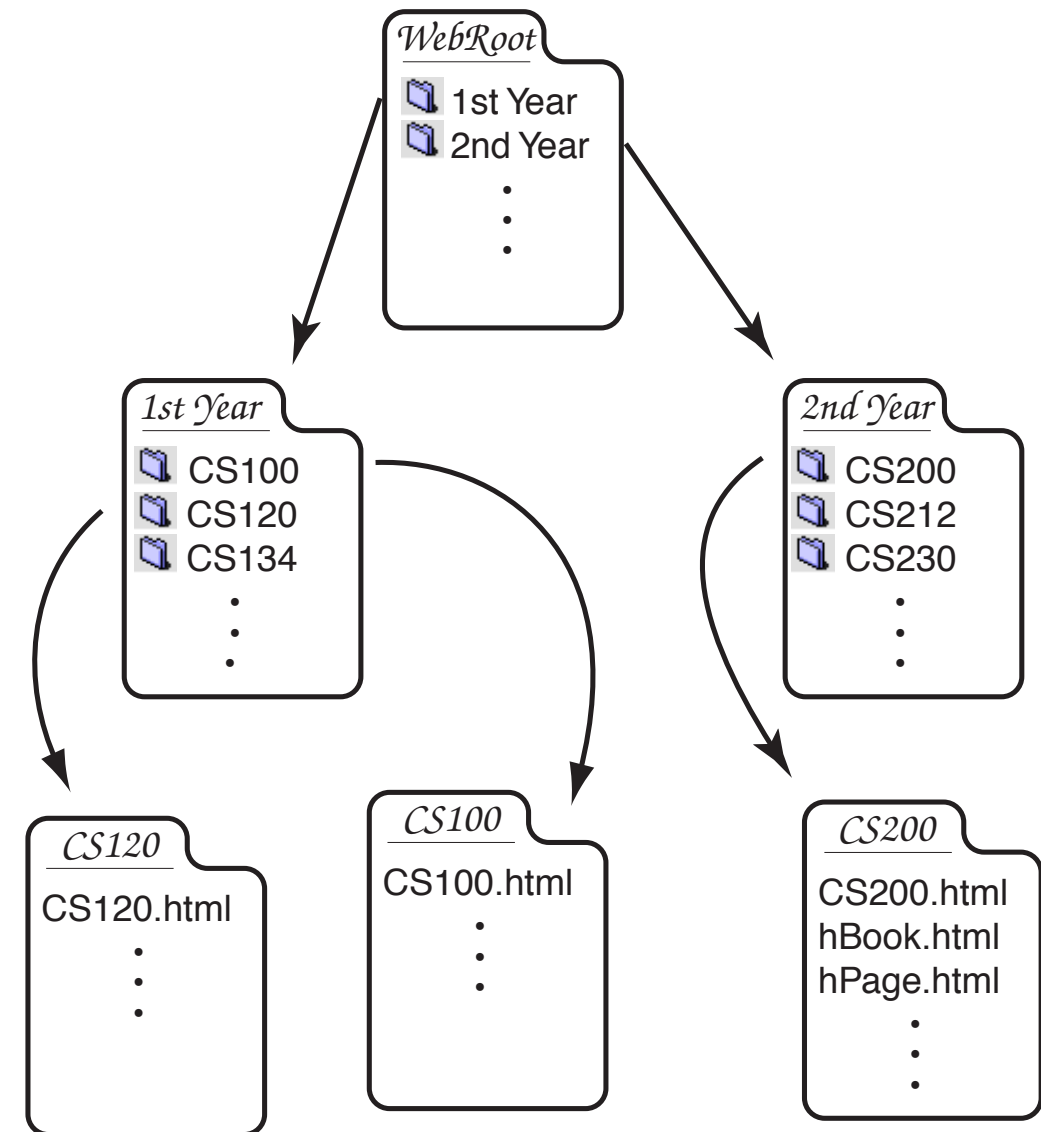 WebRoot
1st Year
2nd Year
1st Year
CS100
CS120
CS134
2nd Year
CS200
CS212
CS230
CS120
CS120.html
CS100
CS100.html
CS200
CS200.html
hBook.html
hPage.html